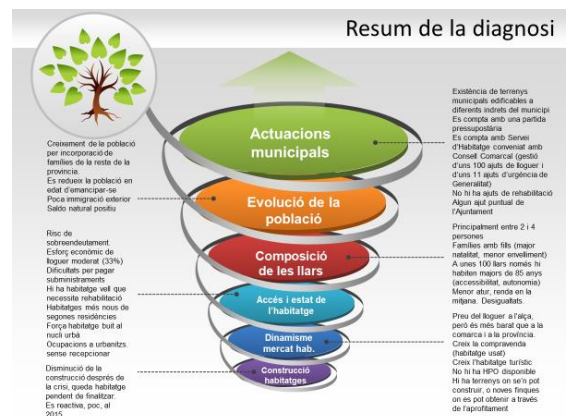 Resum de la diagnosi
Creixement de la població
per incorporació de
famílies de la resta de la
provincia.
Es redueix la població en
edat d'emancipar-se
Poca immigració exterior
Saldo natural positiu
Risc de
sobreendeutament.
Esforç econòmic de
lloguer moderat (33%)
Dificultats per pagar
subministraments
Hi ha habitatge vell que
necessita rehabilitació
Habitatges més nous de
segones residències
Força habitatge buit al
nucli urbà
Ocupacions a urbanitzs.
sense recepcionar
Disminució de la
construcció després de
la crisi, queda habitatge
pendent de finalitzar.
Es reactiva, poc, al
2015
Actuacions
municipals
Evolució de la
població
Composició
de les llars
Accés i estat de
l'habitatge
Dinamisme
mercat hab.
Construcció
habitatges
Existència de terrenys
municipals edificables a
diferents indrets del municipi
Es compta amb una partida
pressupostària
Es compta amb Servei
d'Habitatge conveniat amb
Consell Comarcal (gestió
d'uns 100 ajuts de lloguer i
d'uns 11 ajuts d'urgència de
Generalitat)
No hi ha ajuts de rehabilitació
Algun ajut puntual de
l'Ajuntament
Principalment entre 2 i 4
persones
Famílies amb fills (major
natalitat, menor envelliment)
A unes 100 llars només hi
habiten majors de 85 anys
(accessibilitat, autonomia)
Menor atur, renda en la
mitjana. Desigualtats.
Preu del lloguer a l'alça,
però és més barat que a la
comarca i a la província.
Creix la compravenda
(habitatge usat)
Creix l'habitatge turístic
No hi ha HPO disponible
Hi ha terrenys on se'n pot
construir, o noves finques
on es pot obtenir a través
de l'aprofitament